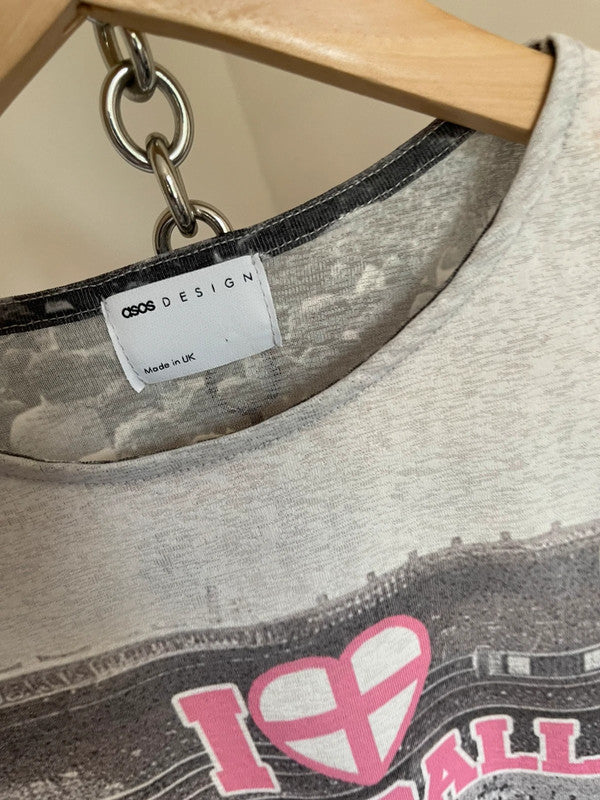 asos DESIGN
Made in UK
I
ALL